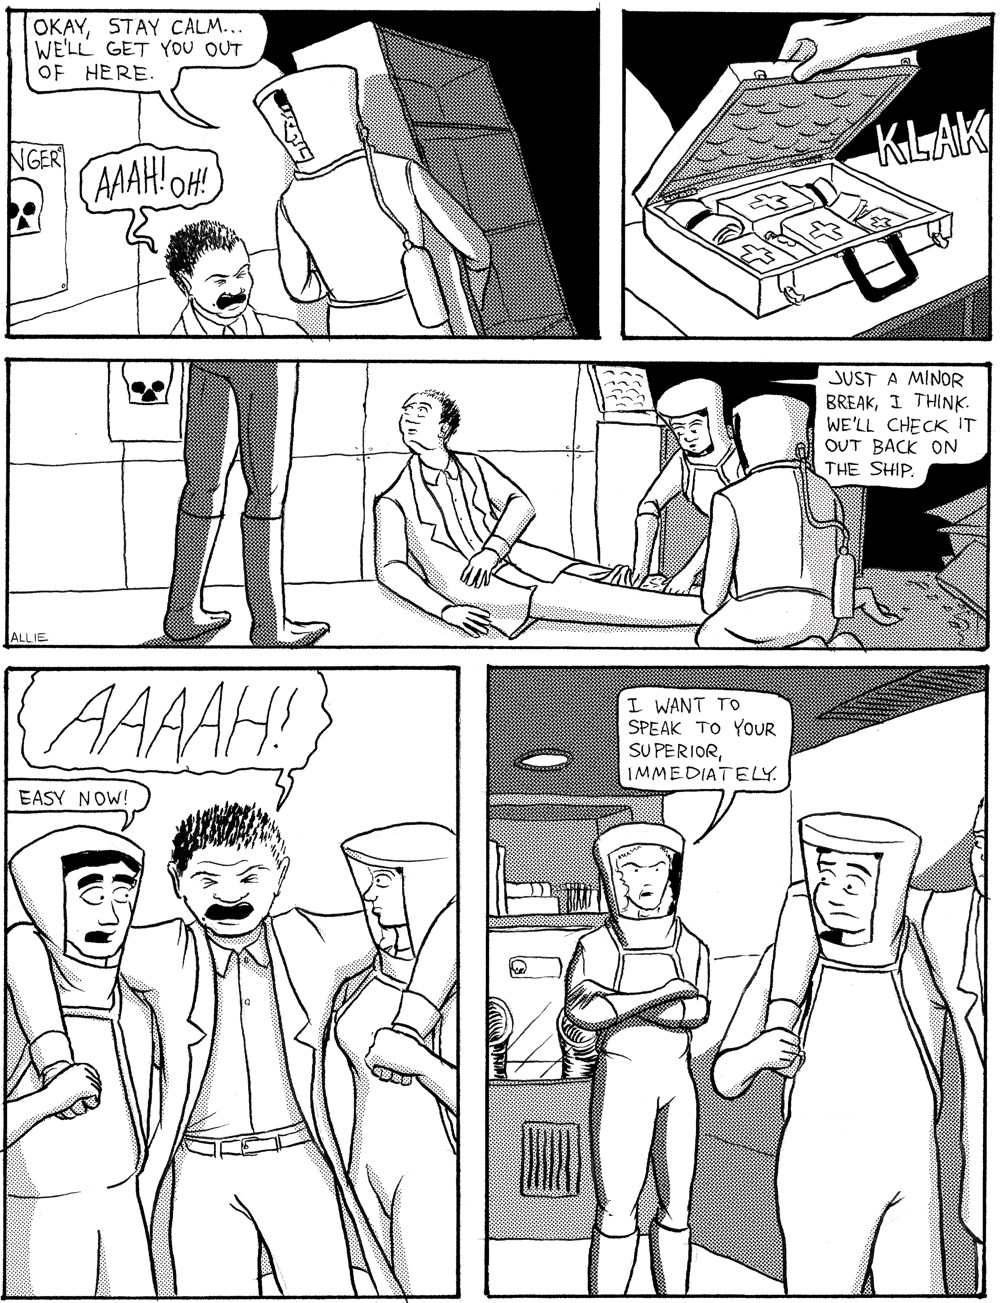 OKAY, STAY CALM...
WE'LL GET YOU OUT
OF HERE.
NGER
AAAH! OH!
KLAK
JUST A MINOR
BREAK, I THINK.
WE'LL CHECK IT
OUT BACK ON
THE SHIP.
ALLIE
AAAAH!
EASY NOW!
I WANT TO
SPEAK TO YOUR
SUPERIOR,
IMMEDIATELY.